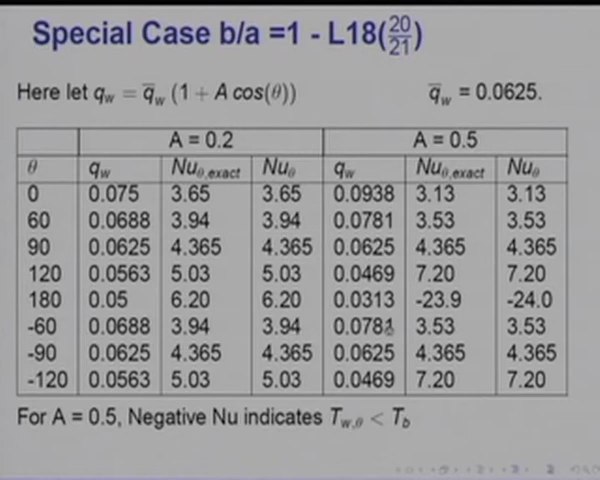 Special Case b/a =1 - L18(20/21)
Here let q_w = q̅_w (1 + A cos(θ)) q̅_w = 0.0625.
A = 0.2 A = 0.5
θ q_w Nu_θ,exact Nu_θ q_w Nu_θ,exact Nu_θ
0 0.075 3.65 3.65 0.0938 3.13 3.13
60 0.0688 3.94 3.94 0.0781 3.53 3.53
90 0.0625 4.365 4.365 0.0625 4.365 4.365
120 0.0563 5.03 5.03 0.0469 7.20 7.20
180 0.05 6.20 6.20 0.0313 -23.9 -24.0
-60 0.0688 3.94 3.94 0.0781 3.53 3.53
-90 0.0625 4.365 4.365 0.0625 4.365 4.365
-120 0.0563 5.03 5.03 0.0469 7.20 7.20
For A = 0.5, Negative Nu indicates T_w,θ < T_b